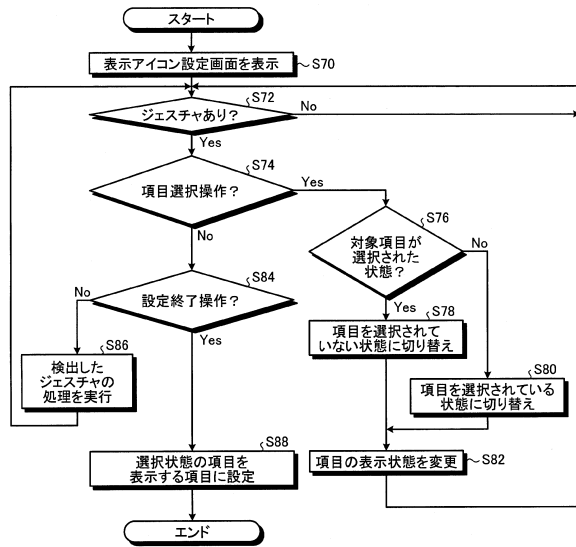 スタート
表示アイコン設定画面を表示
S70
S72
ジェスチャあり？
No
Yes
S74
項目選択操作？
Yes
No
S76
対象項目が
選択された
状態？
No
Yes
S84
設定終了操作？
No
Yes
S78
項目を選択されて
いない状態に切り替え
S86
検出した
ジェスチャの
処理を実行
S80
項目を選択されている
状態に切り替え
S88
選択状態の項目を
表示する項目に設定
項目の表示状態を変更
S82
エンド